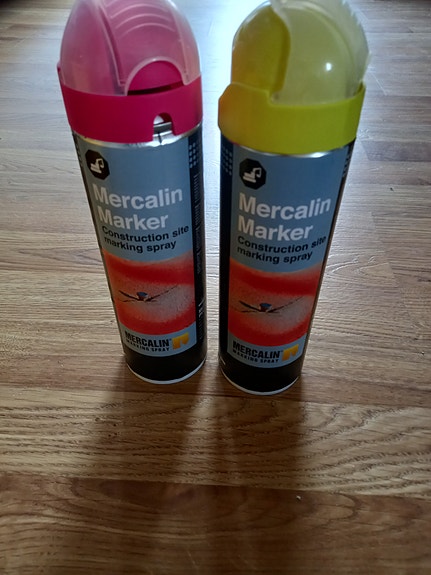 Mercalin
Marker
Construction site
marking spray
MERCALIN®
MARKING SPRAY
Mercalin
Marker
Construction site
marking spray
MERCALIN®
MARKING SPRAY